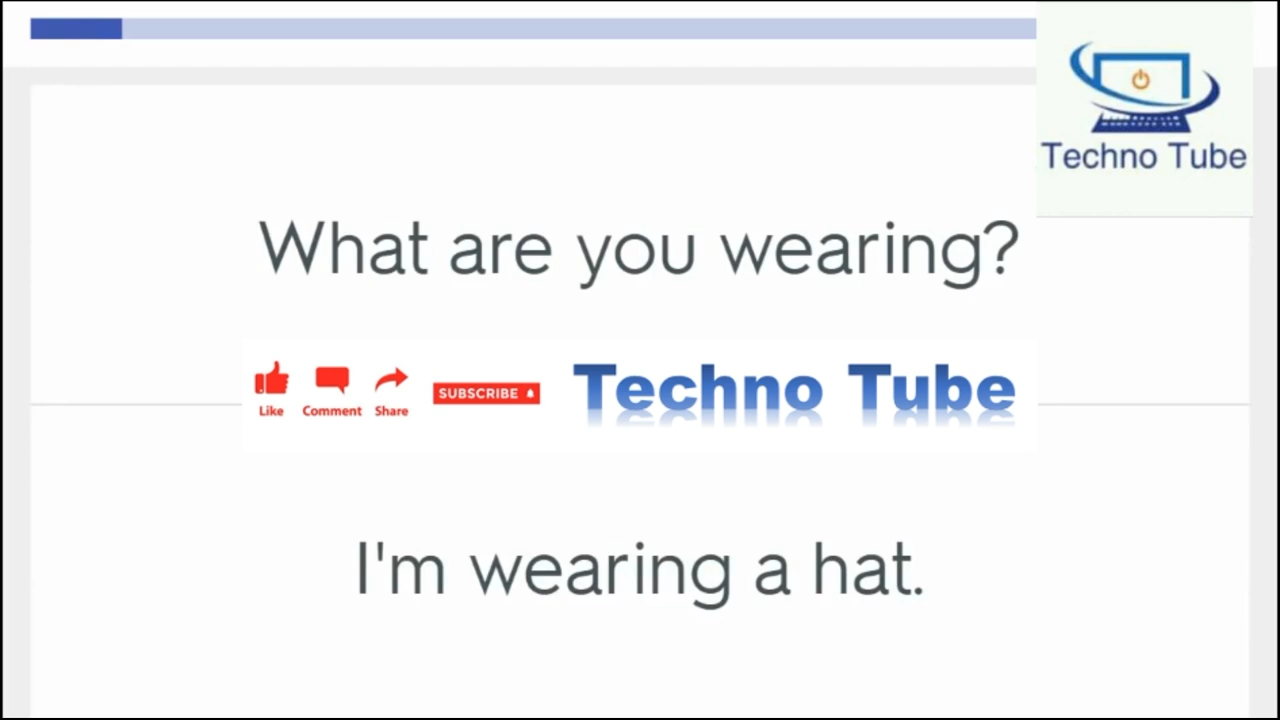 Techno Tube
What are you wearing?
Like Comment Share SUBSCRIBE Techno Tube
I'm wearing a hat.